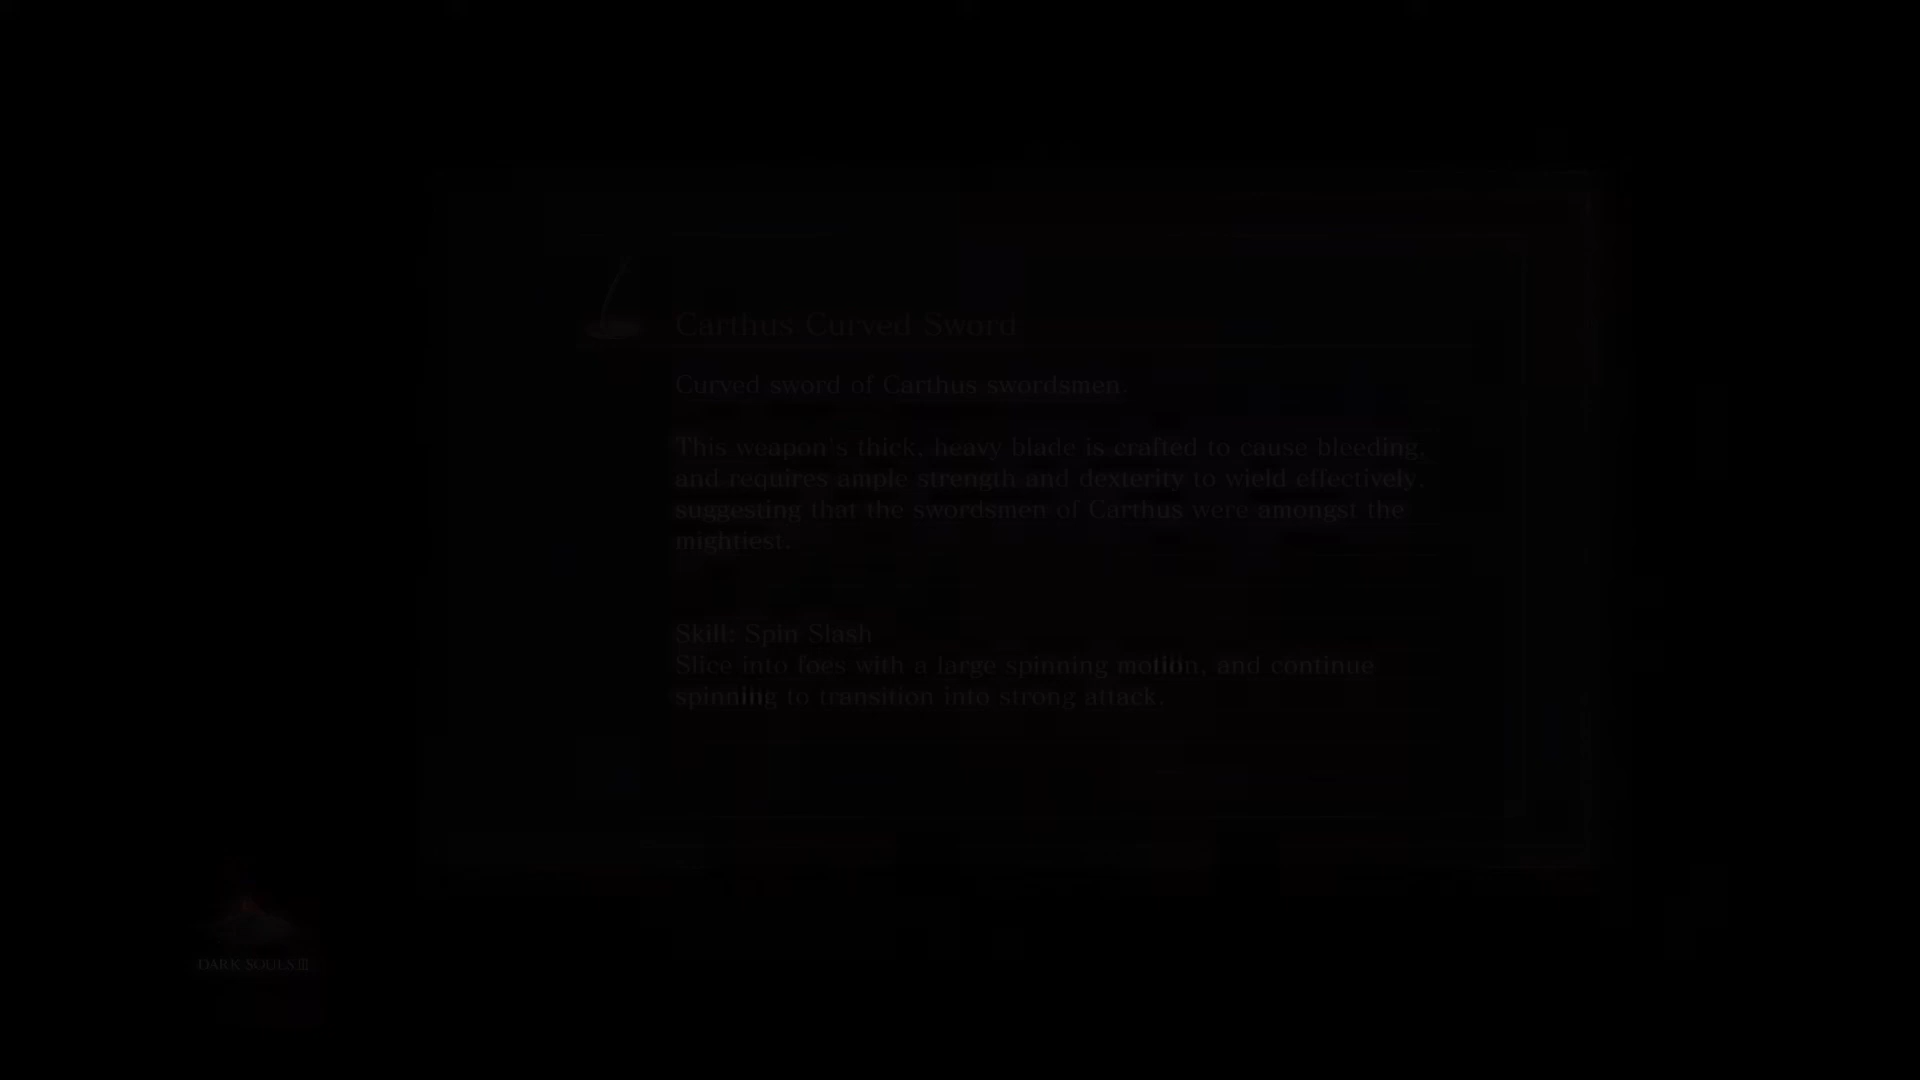 Carthus Curved Sword
Curved sword of Carthus swordsmen.
This weapon's thick, heavy blade is crafted to cause bleeding,
and requires ample strength and dexterity to wield effectively,
suggesting that the swordsmen of Carthus were amongst the
mightiest.
Skill: Spin Slash
Slice into foes with a large spinning motion, and continue
spinning to transition into strong attack.
DARK SOULS III